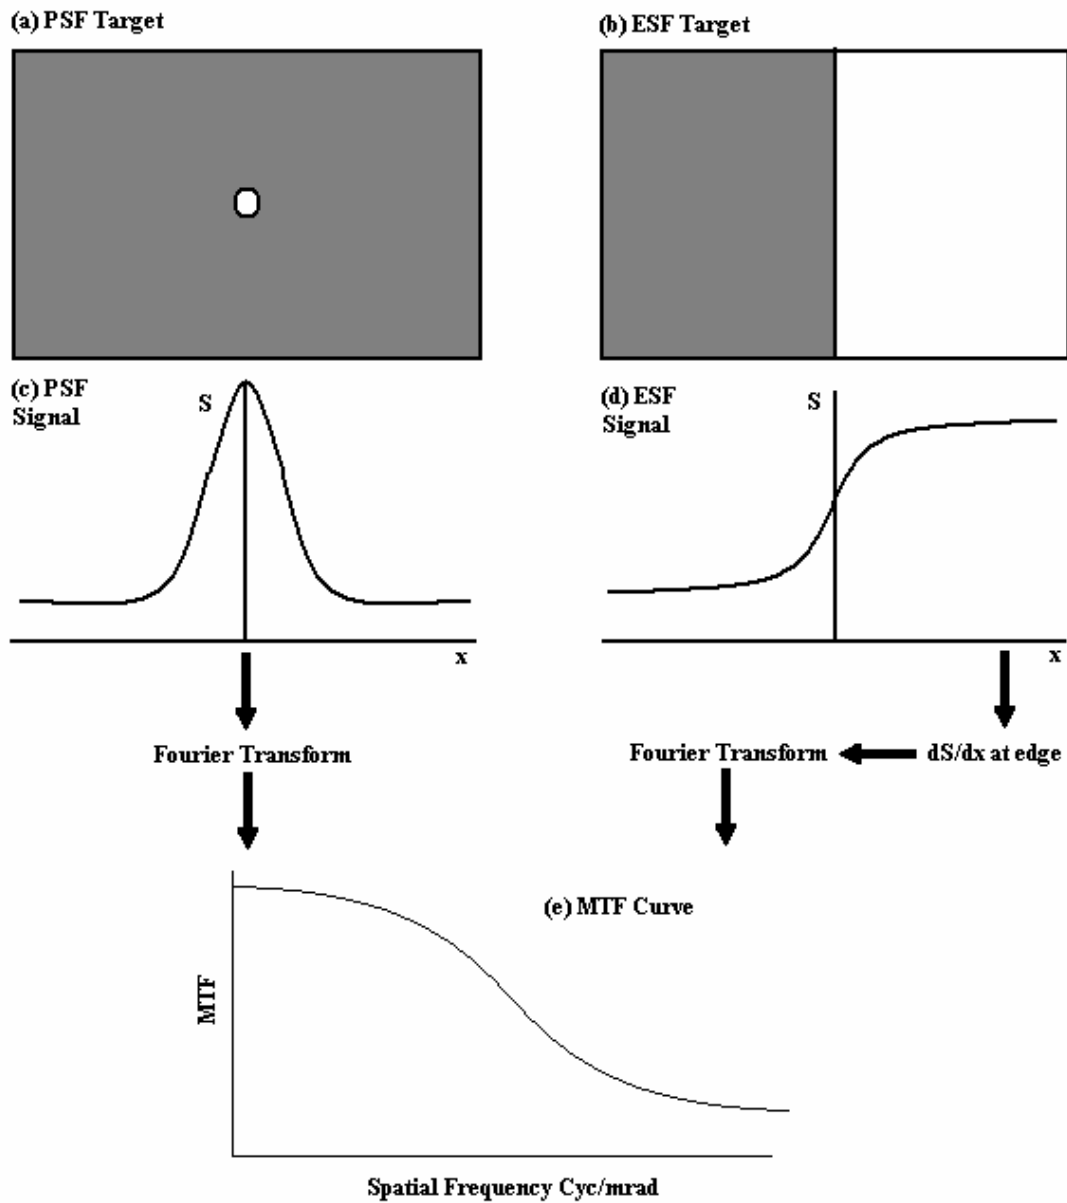 (a) PSF Target
(b) ESF Target
(c) PSF
Signal
S
x
(d) ESF
Signal
S
x
Fourier Transform
Fourier Transform
dS/dx at edge
(e) MTF Curve
MTF
Spatial Frequency Cyc/mrad